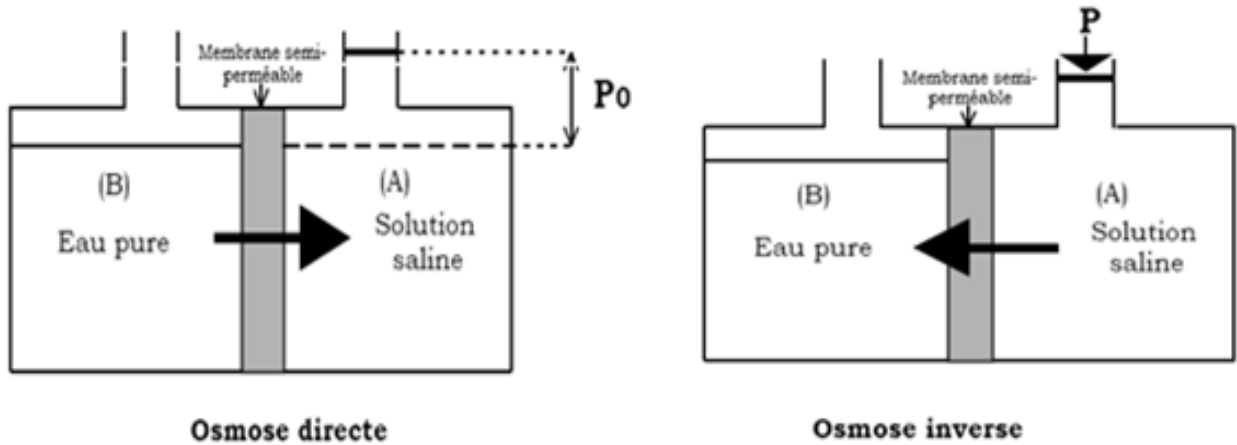 Membrane semi-
perméable
P0
(B)
(A)
Eau pure
Solution
saline
Osmose directe
P
Membrane semi-
perméable
(B)
(A)
Eau pure
Solution
saline
Osmose inverse